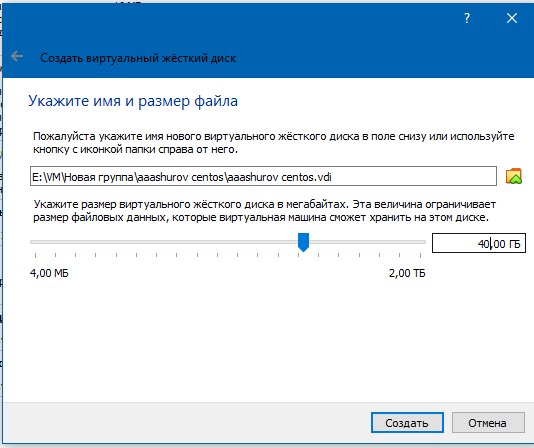 ?
Создать виртуальный жёсткий диск
Укажите имя и размер файла
Пожалуйста укажите имя нового виртуального жёсткого диска в поле снизу или используйте
кнопку с иконкой папки справа от него.
E:\VM\Новая группа\aaashurov centos\aaashurov centos.vdi
Укажите размер виртуального жёсткого диска в мегабайтах. Эта величина ограничивает
размер файловых данных, которые виртуальная машина сможет хранить на этом диске.
40,00 ГБ
4,00 МБ 2,00 ТБ
Создать Отмена